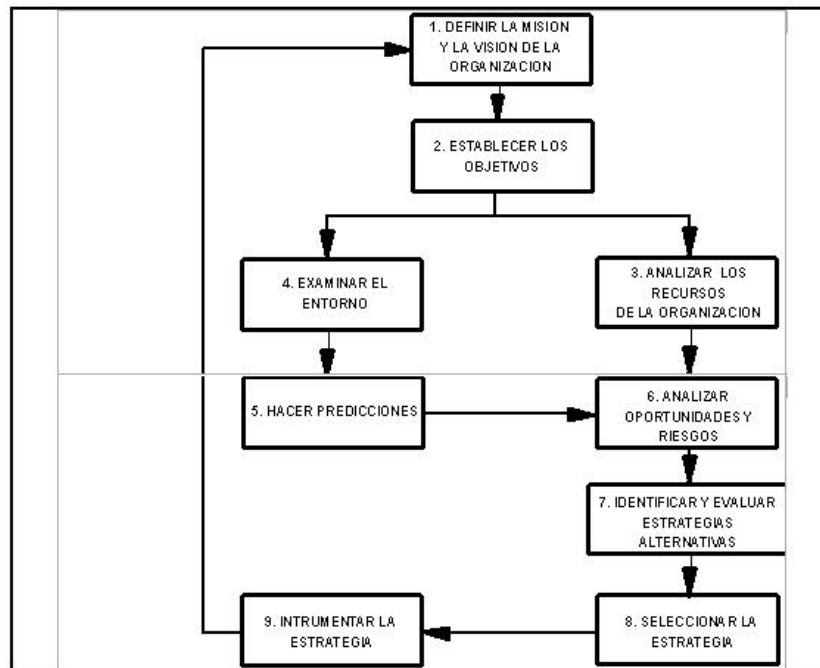 1. DEFINIR LA MISION
Y LA VISION DE LA
ORGANIZACION
2. ESTABLECER LOS
OBJETIVOS
4. EXAMINAR EL
ENTORNO
3. ANALIZAR LOS
RECURSOS
DE LA ORGANIZACION
5. HACER PREDICCIONES
6. ANALIZAR
OPORTUNIDADES Y
RIESGOS
7. IDENTIFICAR Y EVALUAR
ESTRATEGIAS
ALTERNATIVAS
9. INTRUMENTAR LA
ESTRATEGIA
8. SELECCIONAR LA
ESTRATEGIA